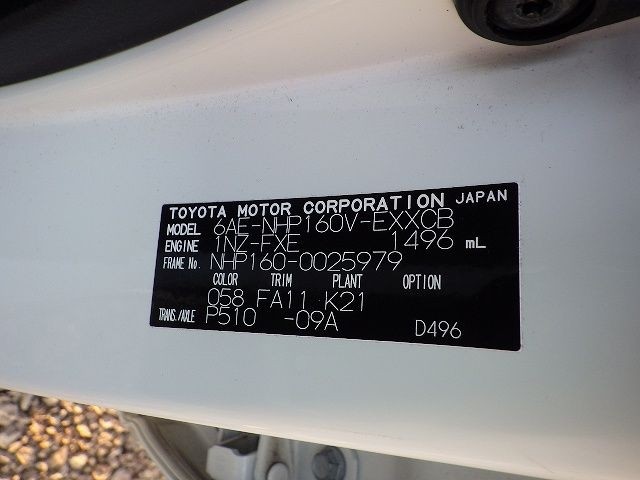 TOYOTA MOTOR CORPORATION JAPAN
MODEL 6AE-NHP160V-EXXCB
ENGINE 1NZ-FXE 1496 mL
FRAME No. NHP160-0025979
COLOR TRIM PLANT OPTION
058 FA11 K21
TRANS./AXLE P510 -09A D496